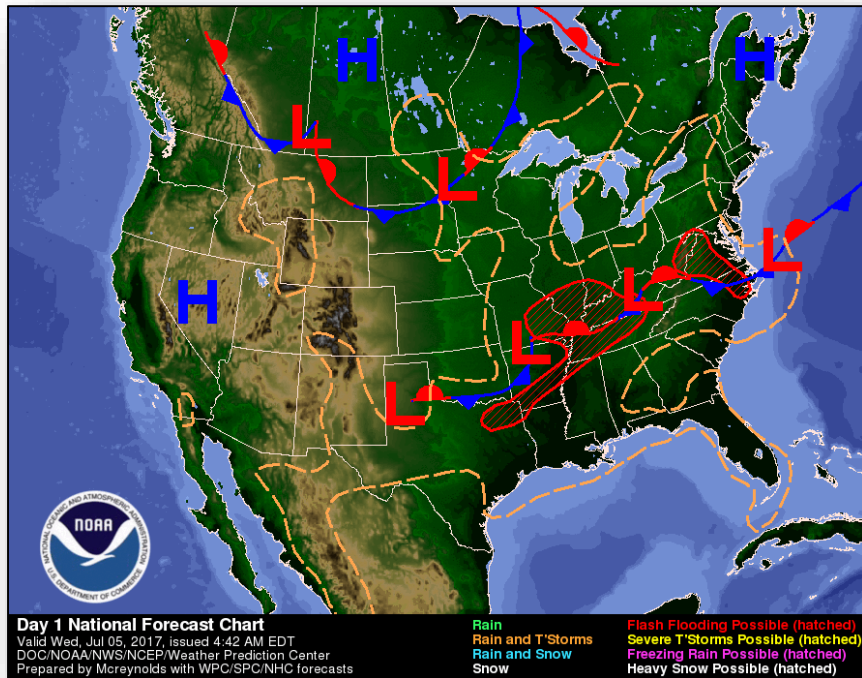 H
H
L
L
H
L
L
L
L
NATIONAL OCEANIC AND ATMOSPHERIC ADMINISTRATION
NOAA
U.S. DEPARTMENT OF COMMERCE
Day 1 National Forecast Chart
Valid Wed, Jul 05, 2017, issued 4:42 AM EDT
DOC/NOAA/NWS/NCEP/Weather Prediction Center
Prepared by Mcreynolds with WPC/SPC/NHC forecasts
Rain
Rain and T'Storms
Rain and Snow
Snow
Flash Flooding Possible (hatched)
Severe T'Storms Possible (hatched)
Freezing Rain Possible (hatched)
Heavy Snow Possible (hatched)